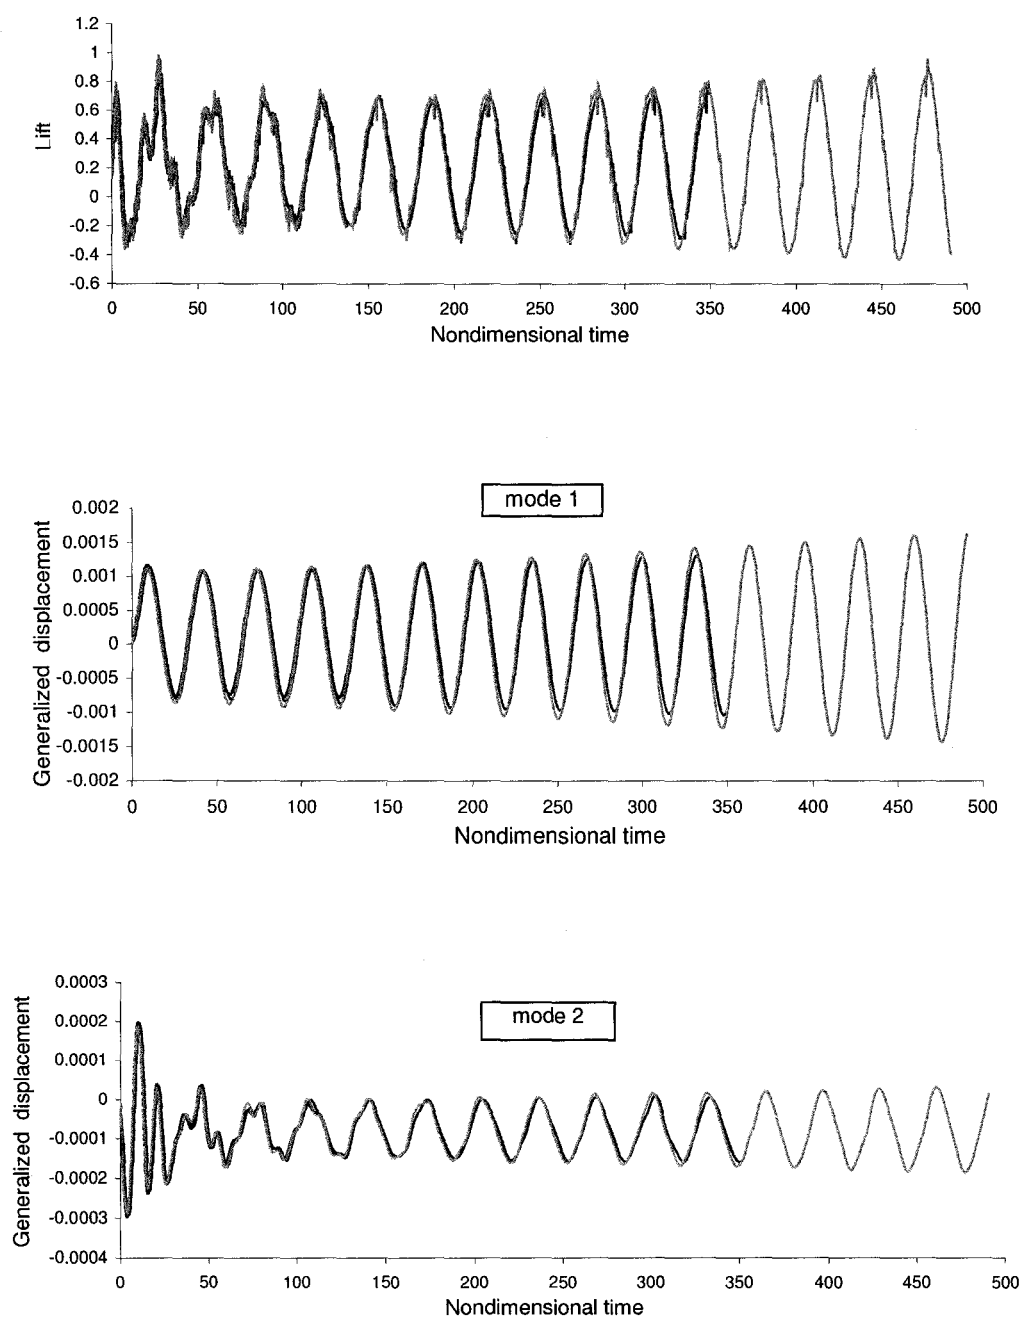 1.2
1
0.8
0.6
0.4
0.2
0
-0.2
-0.4
-0.6
Lift
0 50 100 150 200 250 300 350 400 450 500
Nondimensional time
mode 1
0.002
0.0015
0.001
0.0005
0
-0.0005
-0.001
-0.0015
-0.002
Generalized displacement
0 50 100 150 200 250 300 350 400 450 500
Nondimensional time
mode 2
0.0003
0.0002
0.0001
0
-0.0001
-0.0002
-0.0003
-0.0004
Generalized displacement
0 50 100 150 200 250 300 350 400 450 500
Nondimensional time